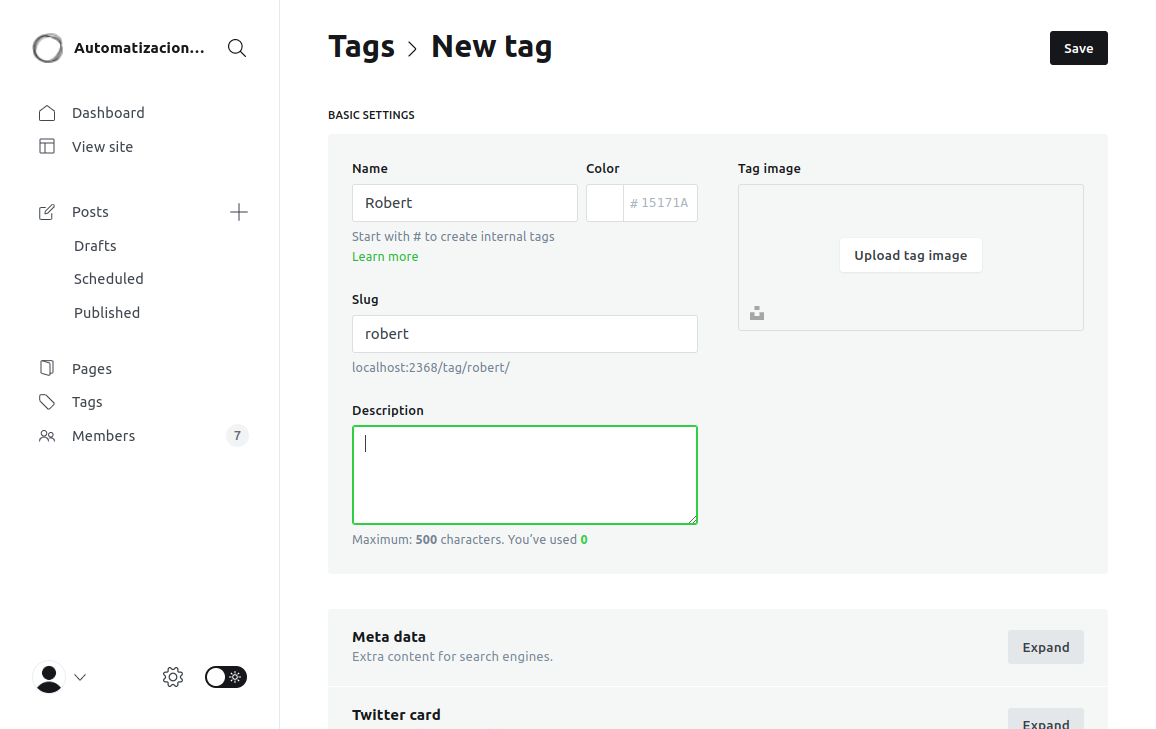 Automatizacion...
Dashboard
View site
Posts
Drafts
Scheduled
Published
Pages
Tags
Members 7
Tags > New tag
Save
BASIC SETTINGS
Name
Robert
Start with # to create internal tags
Learn more
Color
# 15171A
Slug
robert
localhost:2368/tag/robert/
Description
Maximum: 500 characters. You’ve used 0
Tag image
Upload tag image
Meta data
Extra content for search engines.
Expand
Twitter card
Expand